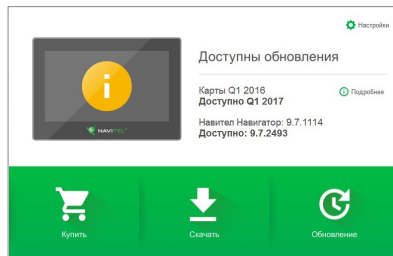 Настройки
Доступны обновления
Карты Q1 2016
Доступно Q1 2017
Подробнее
Навител Навигатор: 9.7.1114
Доступно: 9.7.2493
NAVITEL
Купить
Скачать
Обновление